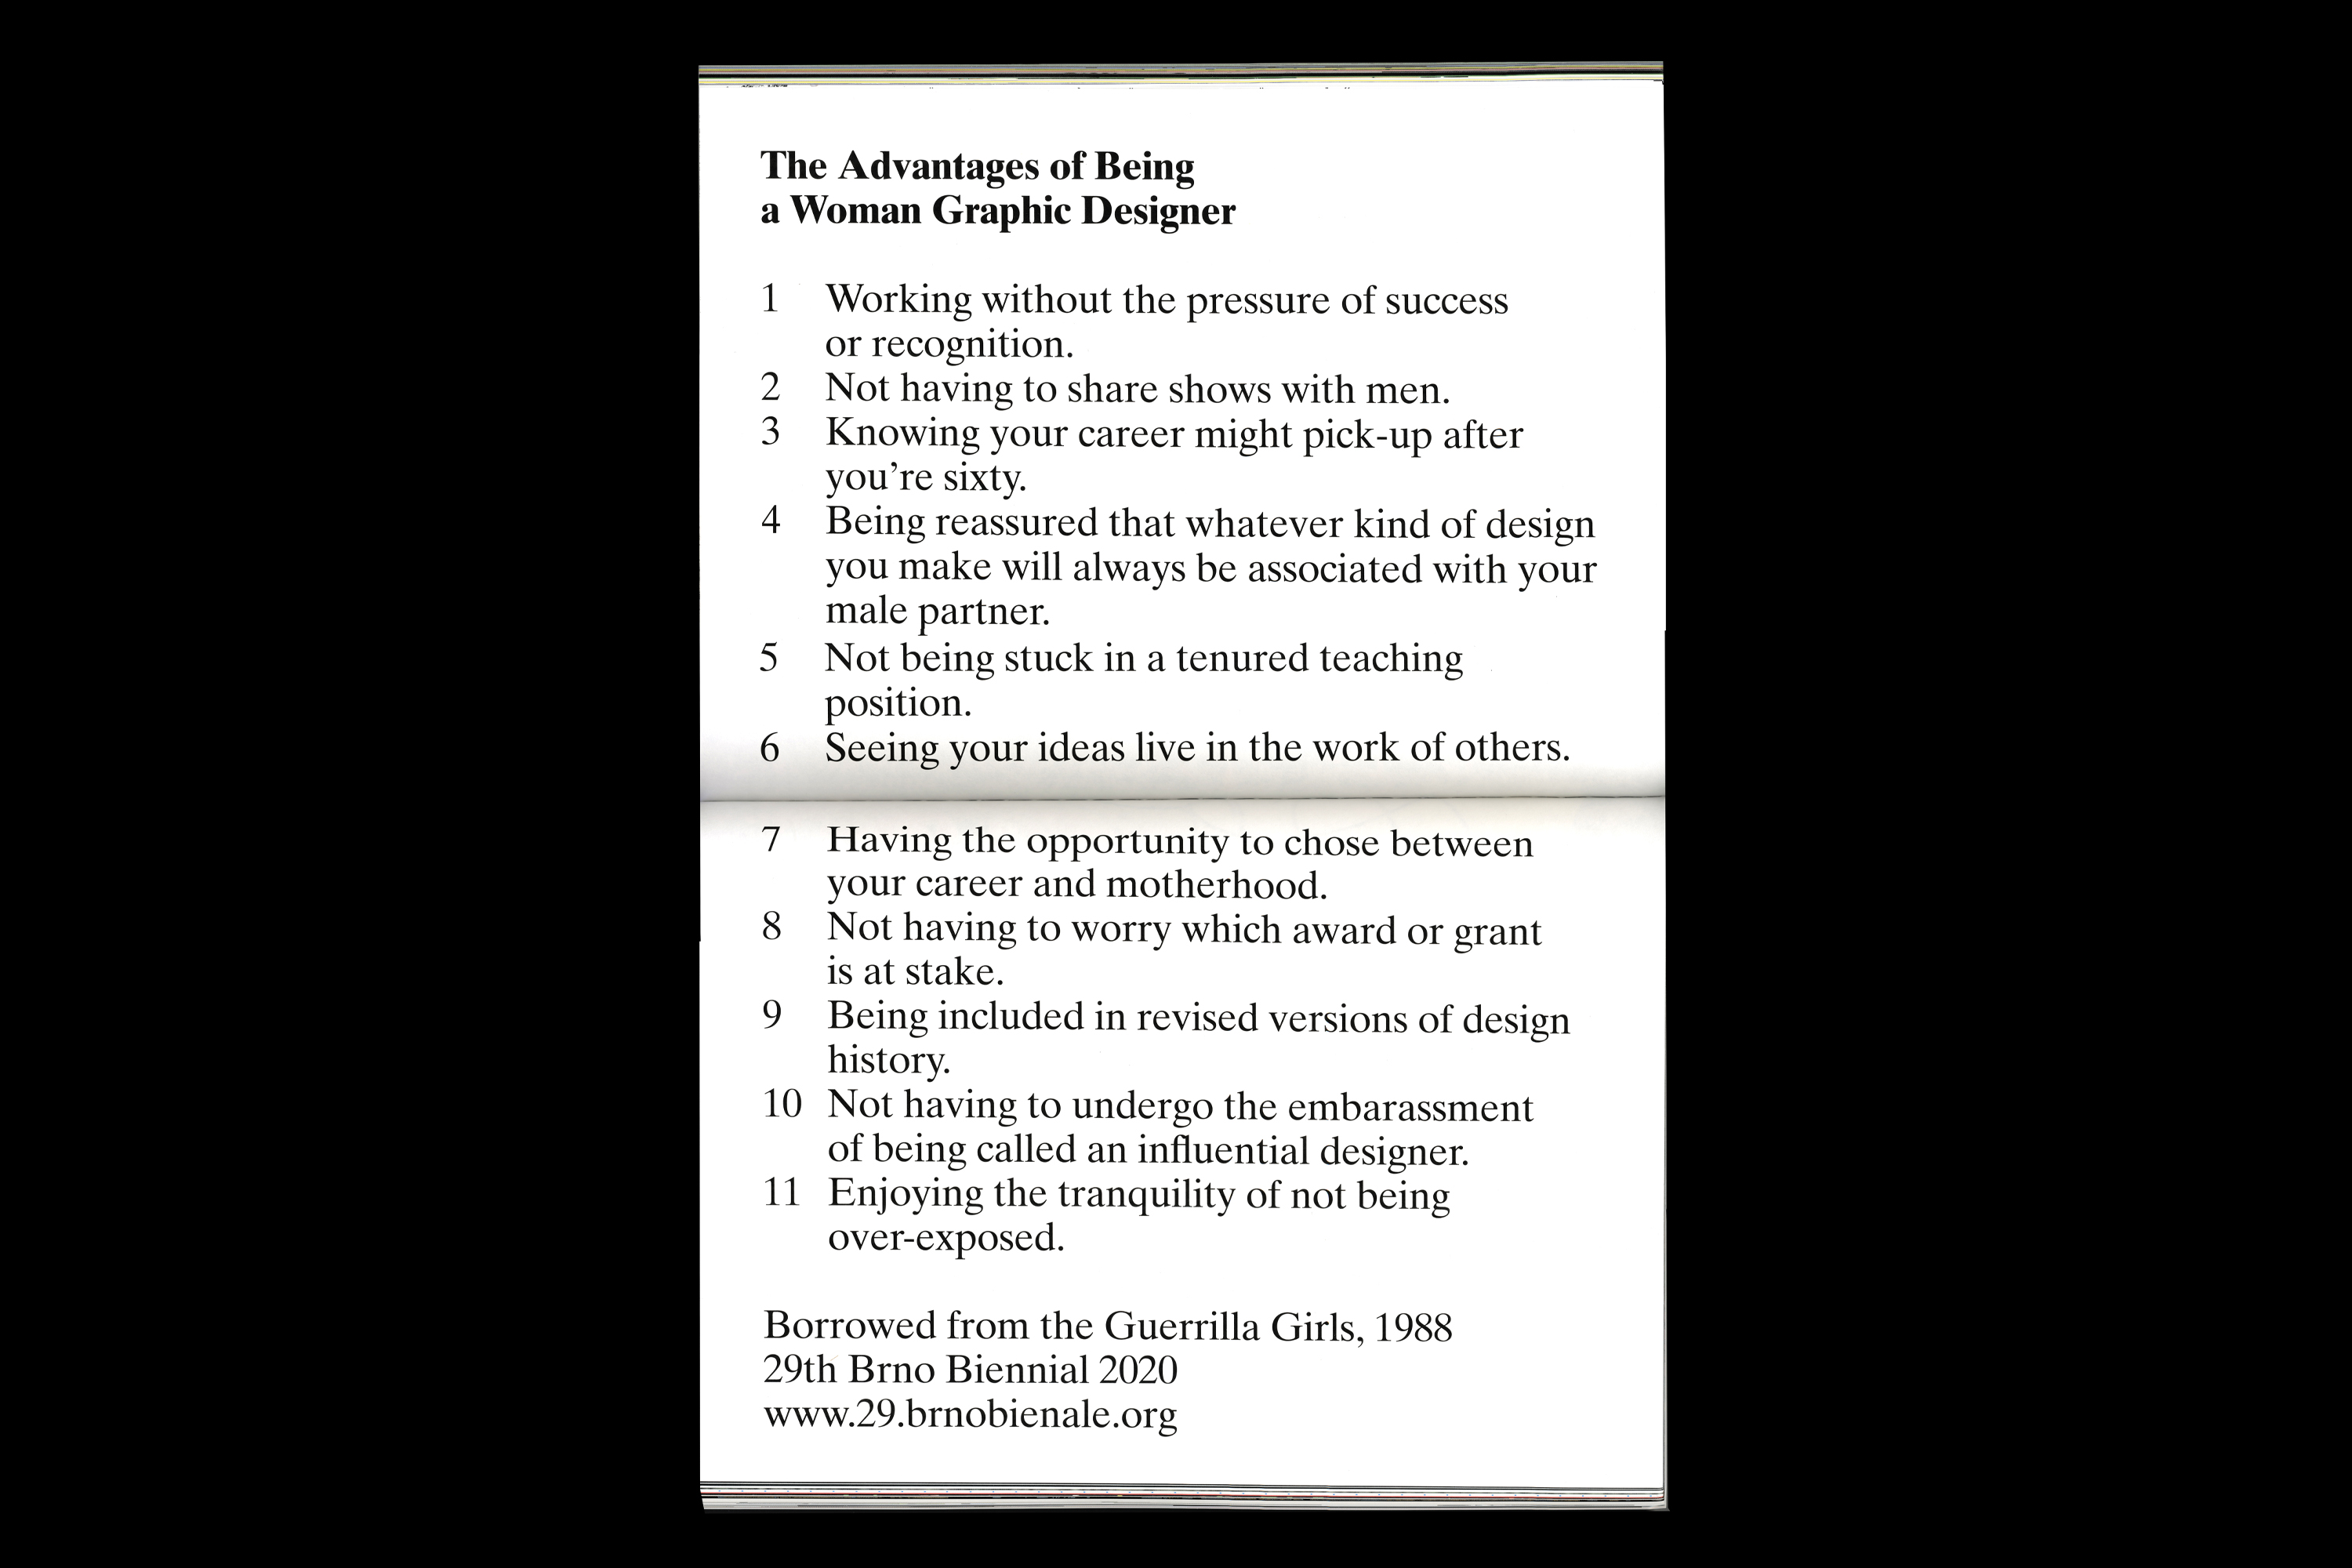 The Advantages of Being
a Woman Graphic Designer
1 Working without the pressure of success
or recognition.
2 Not having to share shows with men.
3 Knowing your career might pick-up after
you’re sixty.
4 Being reassured that whatever kind of design
you make will always be associated with your
male partner.
5 Not being stuck in a tenured teaching
position.
6 Seeing your ideas live in the work of others.
7 Having the opportunity to chose between
your career and motherhood.
8 Not having to worry which award or grant
is at stake.
9 Being included in revised versions of design
history.
10 Not having to undergo the embarassment
of being called an influential designer.
11 Enjoying the tranquility of not being
over-exposed.
Borrowed from the Guerrilla Girls, 1988
29th Brno Biennial 2020
www.29.brnobienale.org